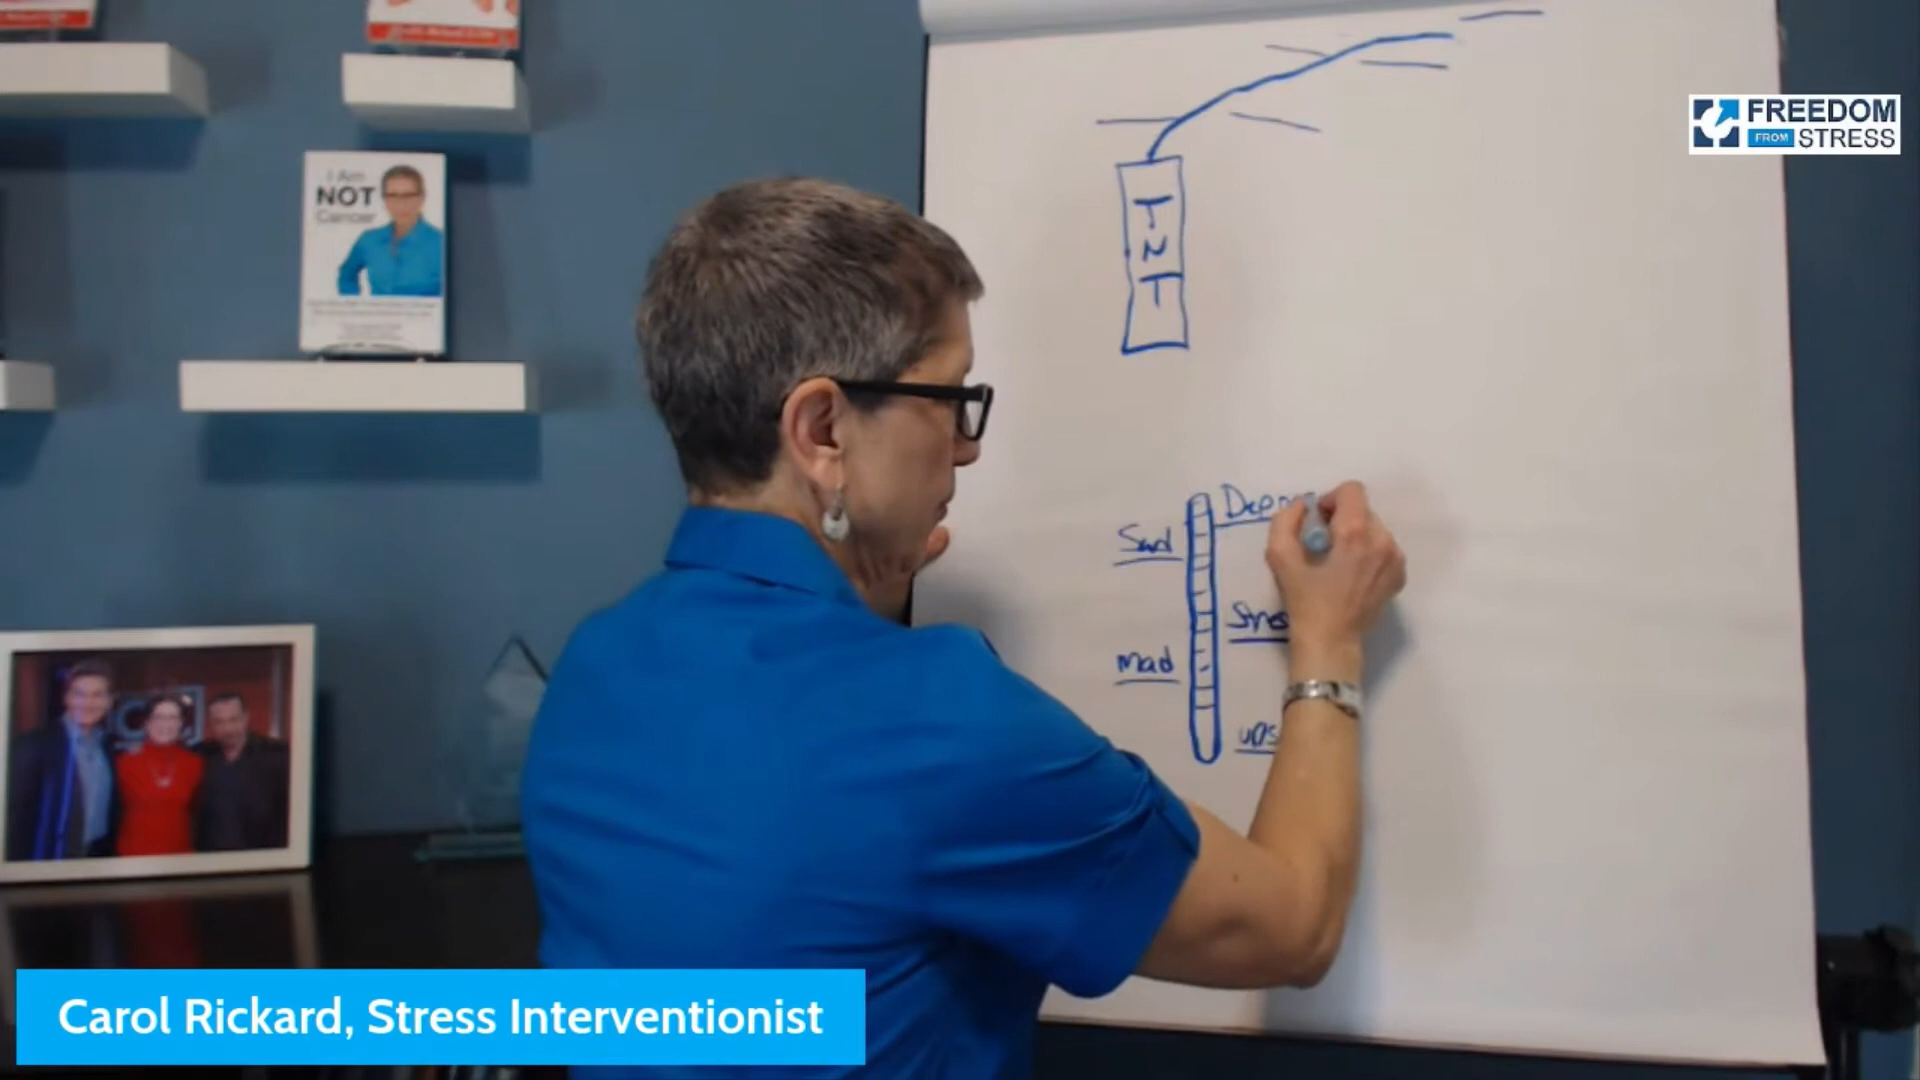 FREEDOM
FROM STRESS
I Am
NOT
Cancer
T
N
T
Sad
mad
Carol Rickard, Stress Interventionist